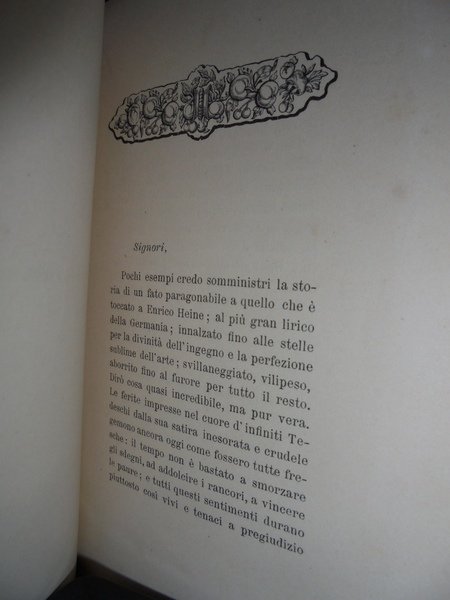 Signori,
Pochi esempi credo somministri la sto-
ria di un fato paragonabile a quello che è
toccato a Enrico Heine; al più gran lirico
della Germania; innalzato fino alle stelle
per la divinità dell'ingegno e la perfezione
sublime dell'arte; svillaneggiato, vilipeso,
aborrito fino al furore per tutto il resto.
Dirò cosa quasi incredibile, ma pur vera.
Le ferite impresse nel cuore d'infiniti Te-
deschi dalla sua satira inesorata e crudele
gemono ancora oggi come fossero tutte fre-
sche: il tempo non è bastato a smorzare
gli sdegni, ad addolcire i rancori, a vincere
le paure; e tutti questi sentimenti durano
piuttosto così vivi e tenaci a pregiudizio